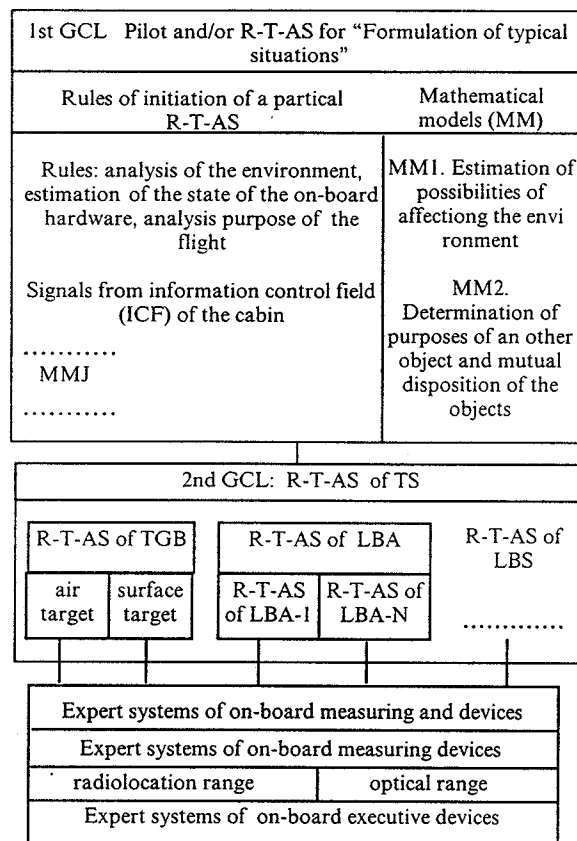 1st GCL Pilot and/or R-T-AS for “Formulation of typical
situations”
Rules of initiation of a partical
R-T-AS
Mathematical
models (MM)
Rules: analysis of the environment,
estimation of the state of the on-board
hardware, analysis purpose of the
flight
Signals from information control field
(ICF) of the cabin
...........
MMJ
...........
MM1. Estimation of
possibilities of
affectiong the envi
ronment
MM2.
Determination of
purposes of an other
object and mutual
disposition of the
objects
2nd GCL: R-T-AS of TS
R-T-AS of TGB
air
target
surface
target
R-T-AS of LBA
R-T-AS
of LBA-1
R-T-AS of
LBA-N
R-T-AS of
LBS
.............
Expert systems of on-board measuring and devices
Expert systems of on-board measuring devices
radiolocation range
optical range
Expert systems of on-board executive devices